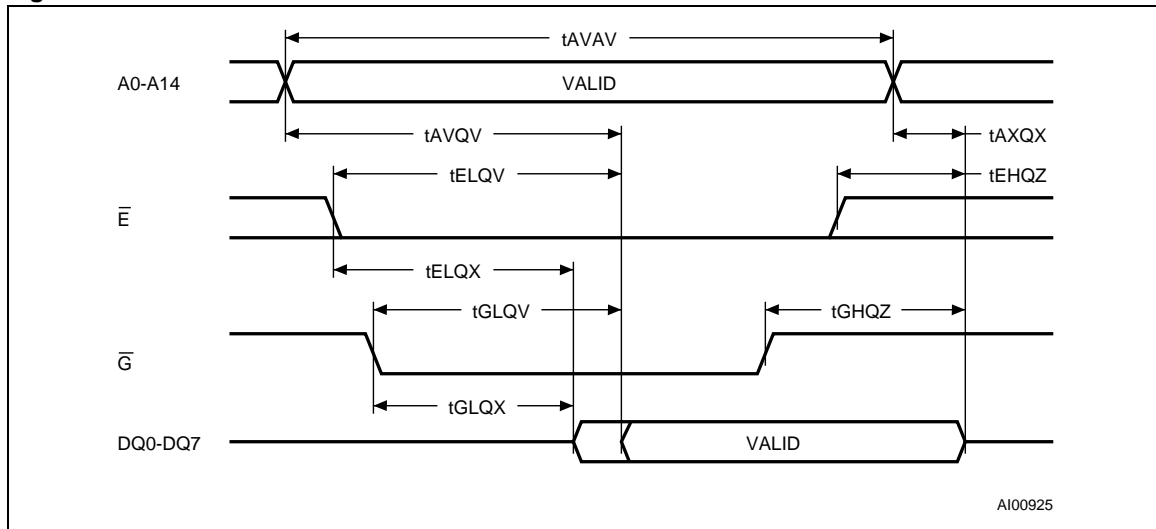 tAVAV
A0-A14
VALID
tAVQV
tAXQX
tELQV
tEHQZ
E̅
tELQX
tGLQV
tGHQZ
G̅
tGLQX
DQ0-DQ7
VALID
AI00925